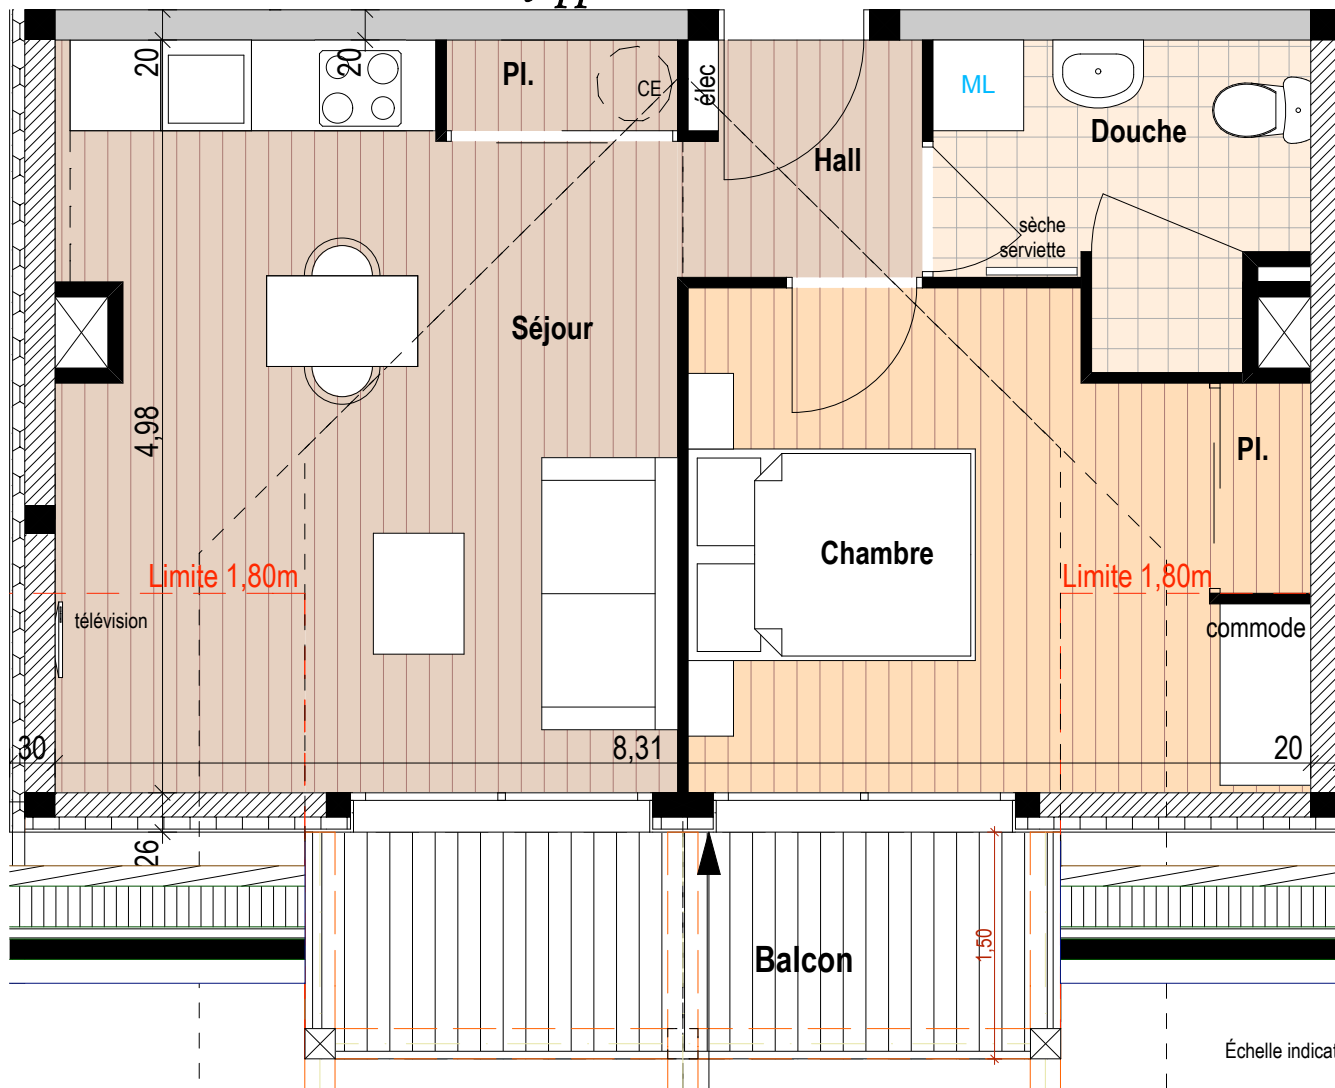 20
20
Pl.
CE
élec
ML
Douche
Hall
sèche
serviette
Séjour
4,98
Pl.
Chambre
Limite 1,80m
Limite 1,80m
télévision
commode
30
8,31
20
26
1,50
Balcon
Échelle indicat